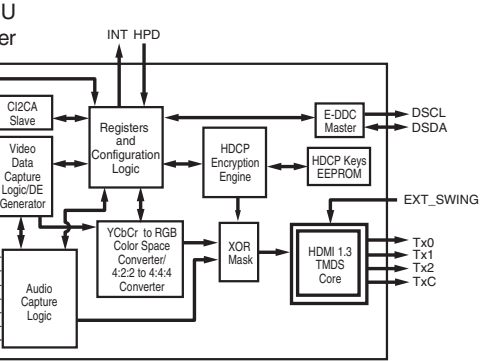 U
er
INT HPD
CI2CA
Slave
Registers
and
Configuration
Logic
E-DDC
Master
DSCL
DSDA
Video
Data
Capture
Logic/DE
Generator
HDCP
Encryption
Engine
HDCP Keys
EEPROM
EXT_SWING
YCbCr to RGB
Color Space
Converter/
4:2:2 to 4:4:4
Converter
XOR
Mask
HDMI 1.3
TMDS
Core
Tx0
Tx1
Tx2
TxC
Audio
Capture
Logic